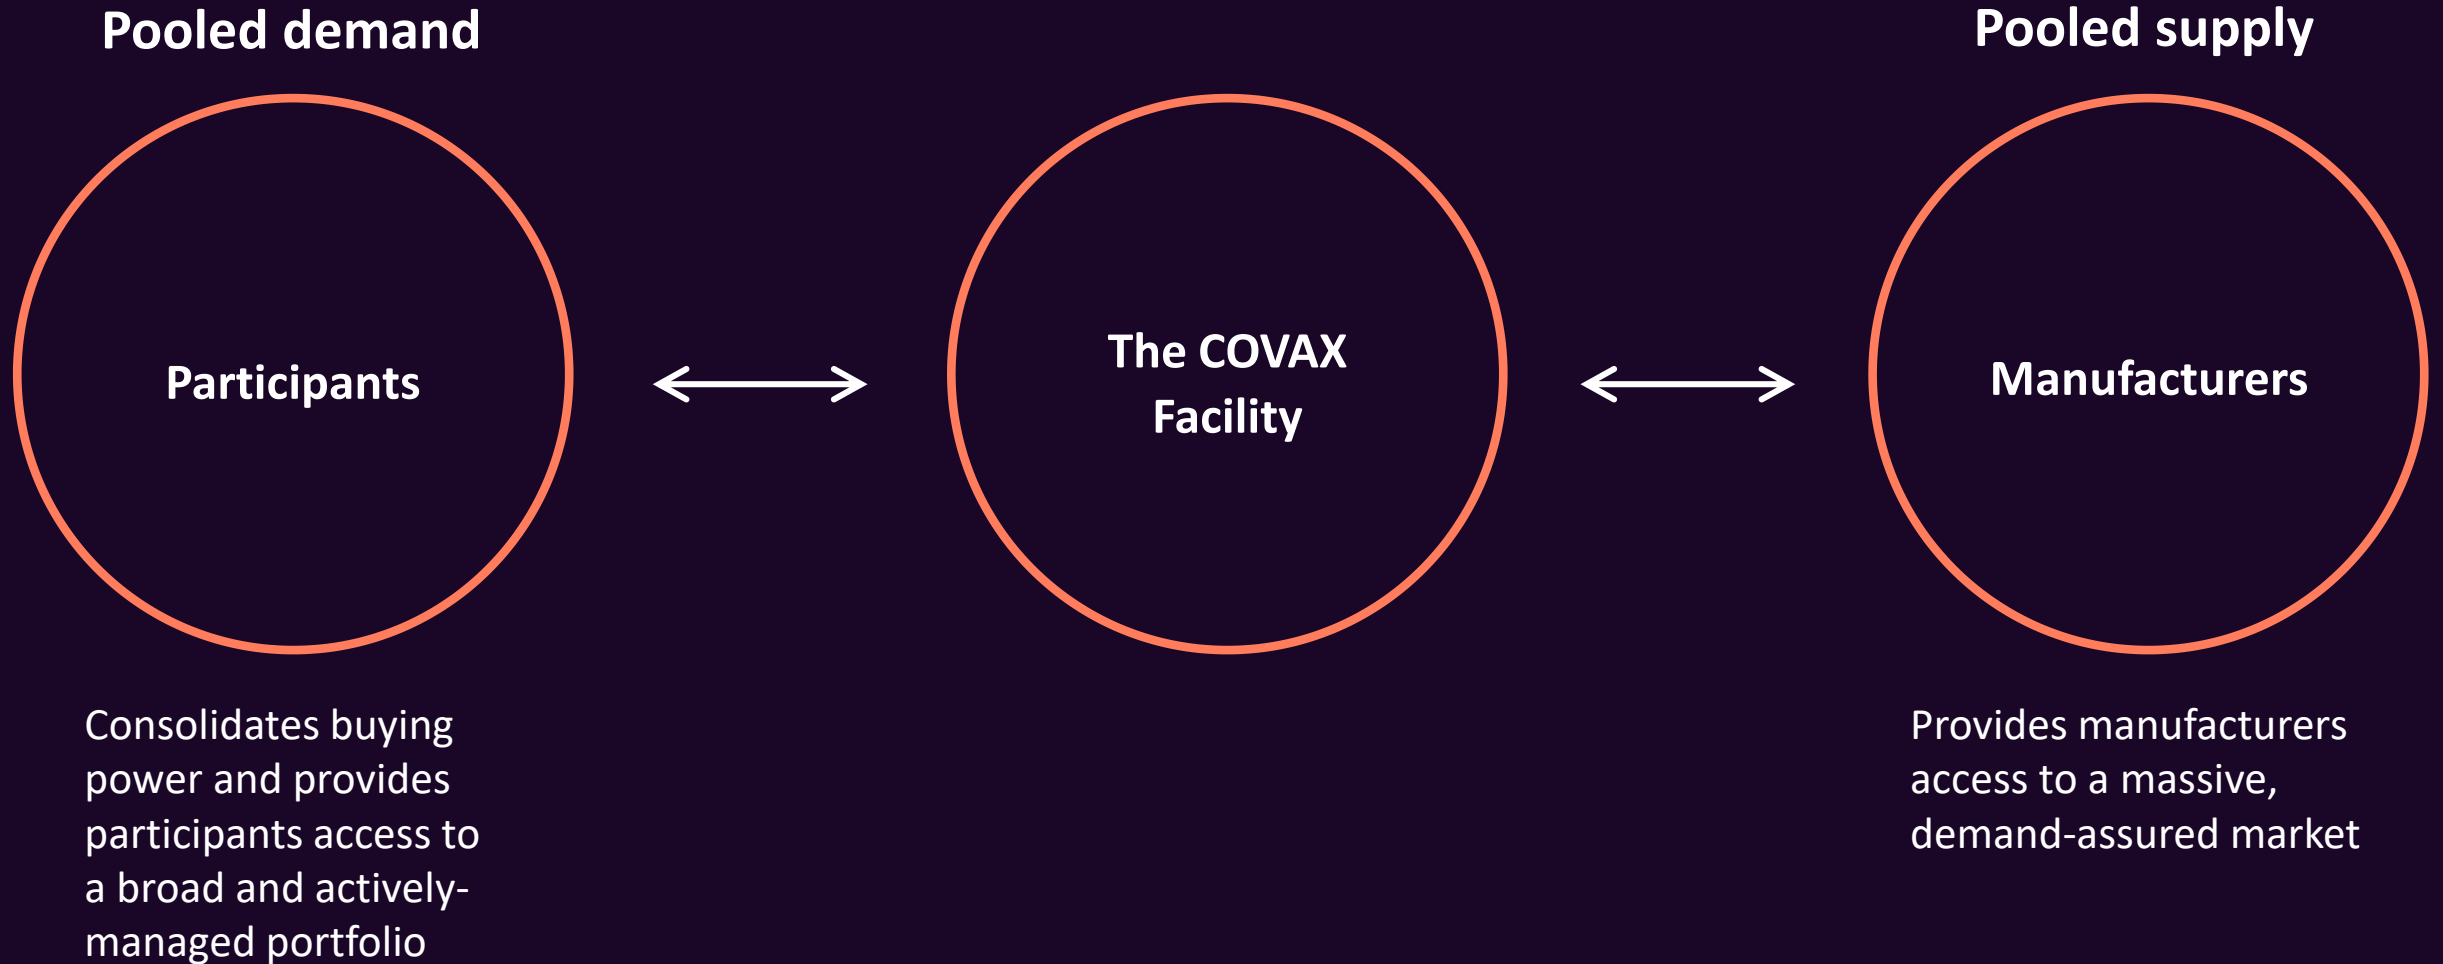 Pooled demand
Pooled supply
Participants
The COVAX
Facility
Manufacturers
Consolidates buying
power and provides
participants access to
a broad and actively-
managed portfolio
Provides manufacturers
access to a massive,
demand-assured market